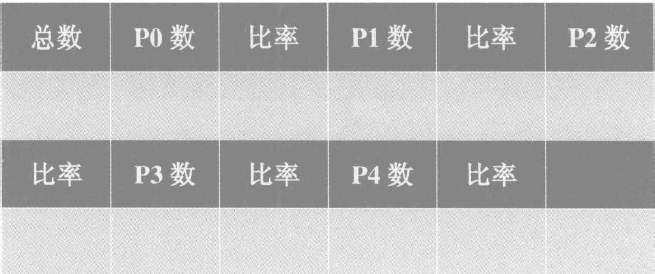 总数 P0 数 比率 P1 数 比率 P2 数
比率 P3 数 比率 P4 数 比率